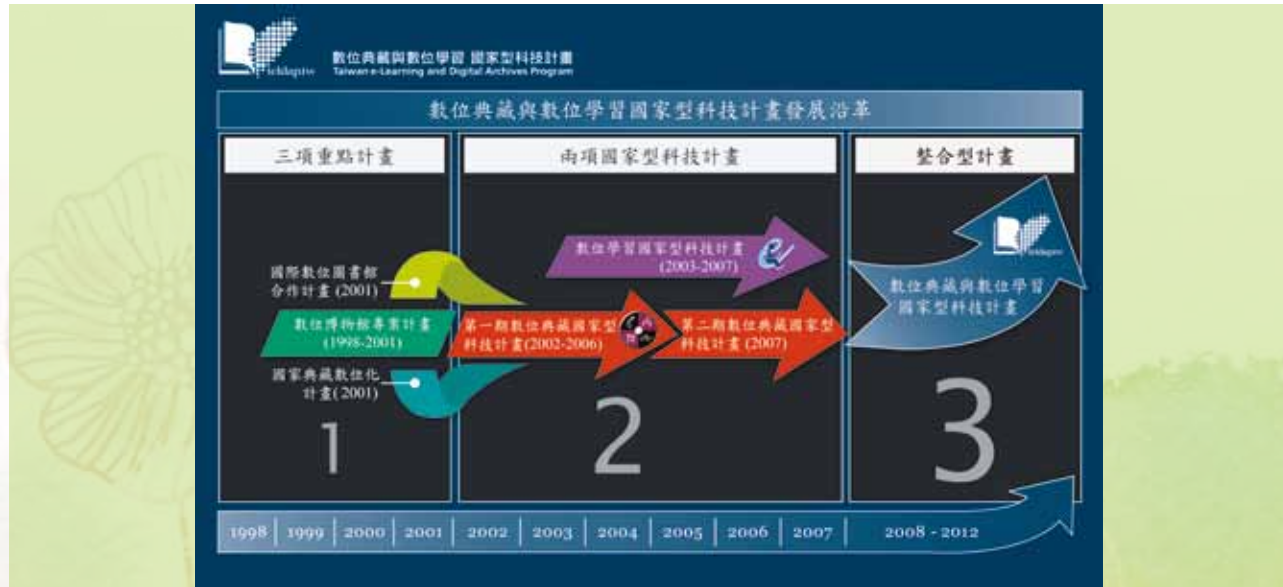 數位典藏與數位學習 國家型科技計畫
Taiwan e-Learning and Digital Archives Program
數位典藏與數位學習國家型科技計畫發展沿革
三項重點計畫
兩項國家型科技計畫
整合型計畫
國際數位圖書館
合作計畫 (2001)
數位博物館專案計畫
(1998-2001)
國家典藏數位化
計畫(2001)
1
數位學習國家型科技計畫
(2003-2007)
第一期數位典藏國家型
科技計畫(2002-2006)
第二期數位典藏國家型
科技計畫 (2007)
2
數位典藏與數位學習
國家型科技計畫
3
1998 1999 2000 2001 2002 2003 2004 2005 2006 2007 2008 - 2012